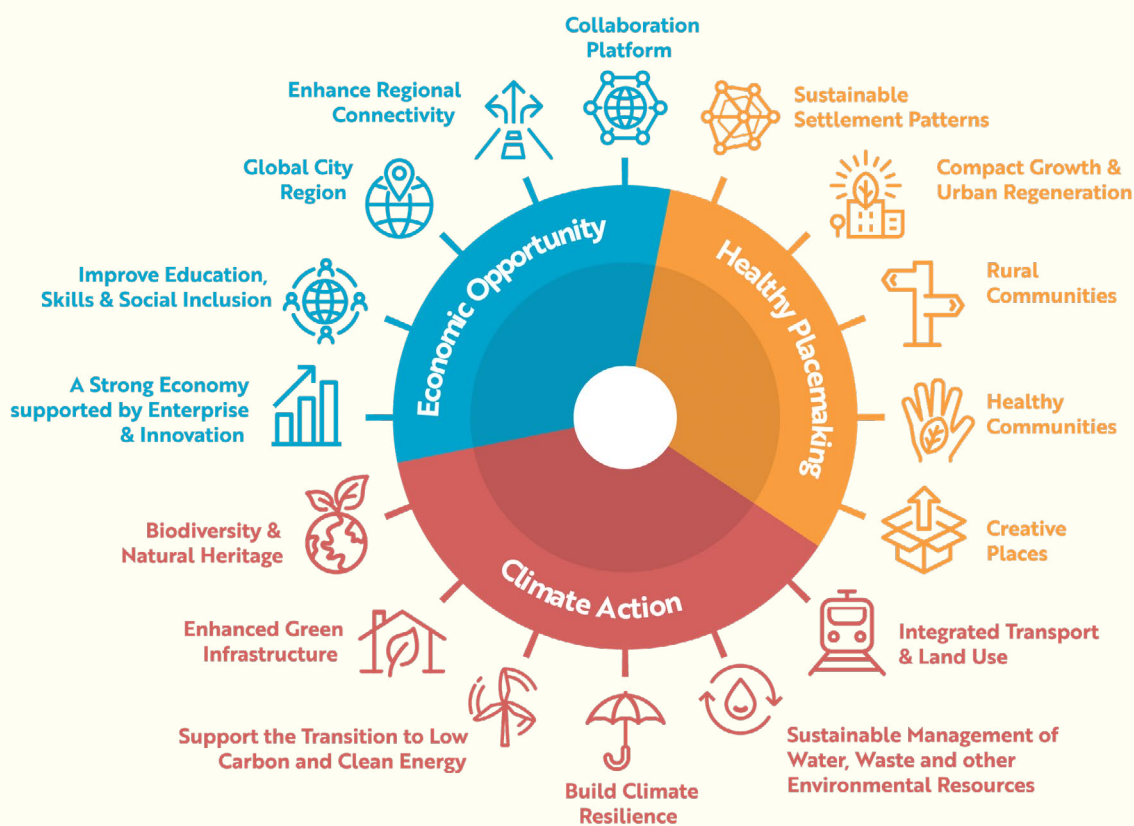 Collaboration
Platform
Sustainable
Settlement Patterns
Compact Growth &
Urban Regeneration
Rural
Communities
Healthy
Communities
Creative
Places
Integrated Transport
& Land Use
Sustainable Management of
Water, Waste and other
Environmental Resources
Build Climate
Resilience
Support the Transition to Low
Carbon and Clean Energy
Enhanced Green
Infrastructure
Biodiversity &
Natural Heritage
A Strong Economy
supported by Enterprise
& Innovation
Improve Education,
Skills & Social Inclusion
Global City
Region
Enhance Regional
Connectivity
Economic Opportunity
Healthy Placemaking
Climate Action